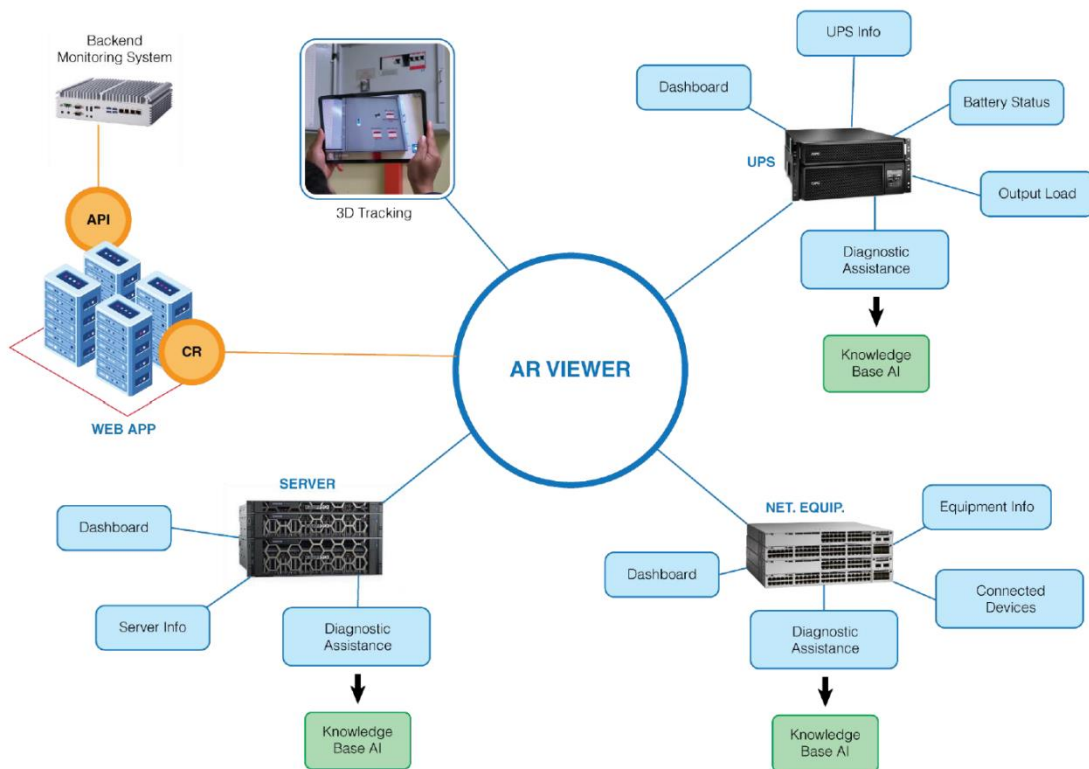 Backend
Monitoring System
API
CR
WEB APP
3D Tracking
AR VIEWER
UPS Info
Dashboard
Battery Status
UPS
Output Load
Diagnostic
Assistance
Knowledge
Base AI
SERVER
Dashboard
Server Info
Diagnostic
Assistance
Knowledge
Base AI
NET. EQUIP.
Equipment Info
Dashboard
Connected
Devices
Diagnostic
Assistance
Knowledge
Base AI